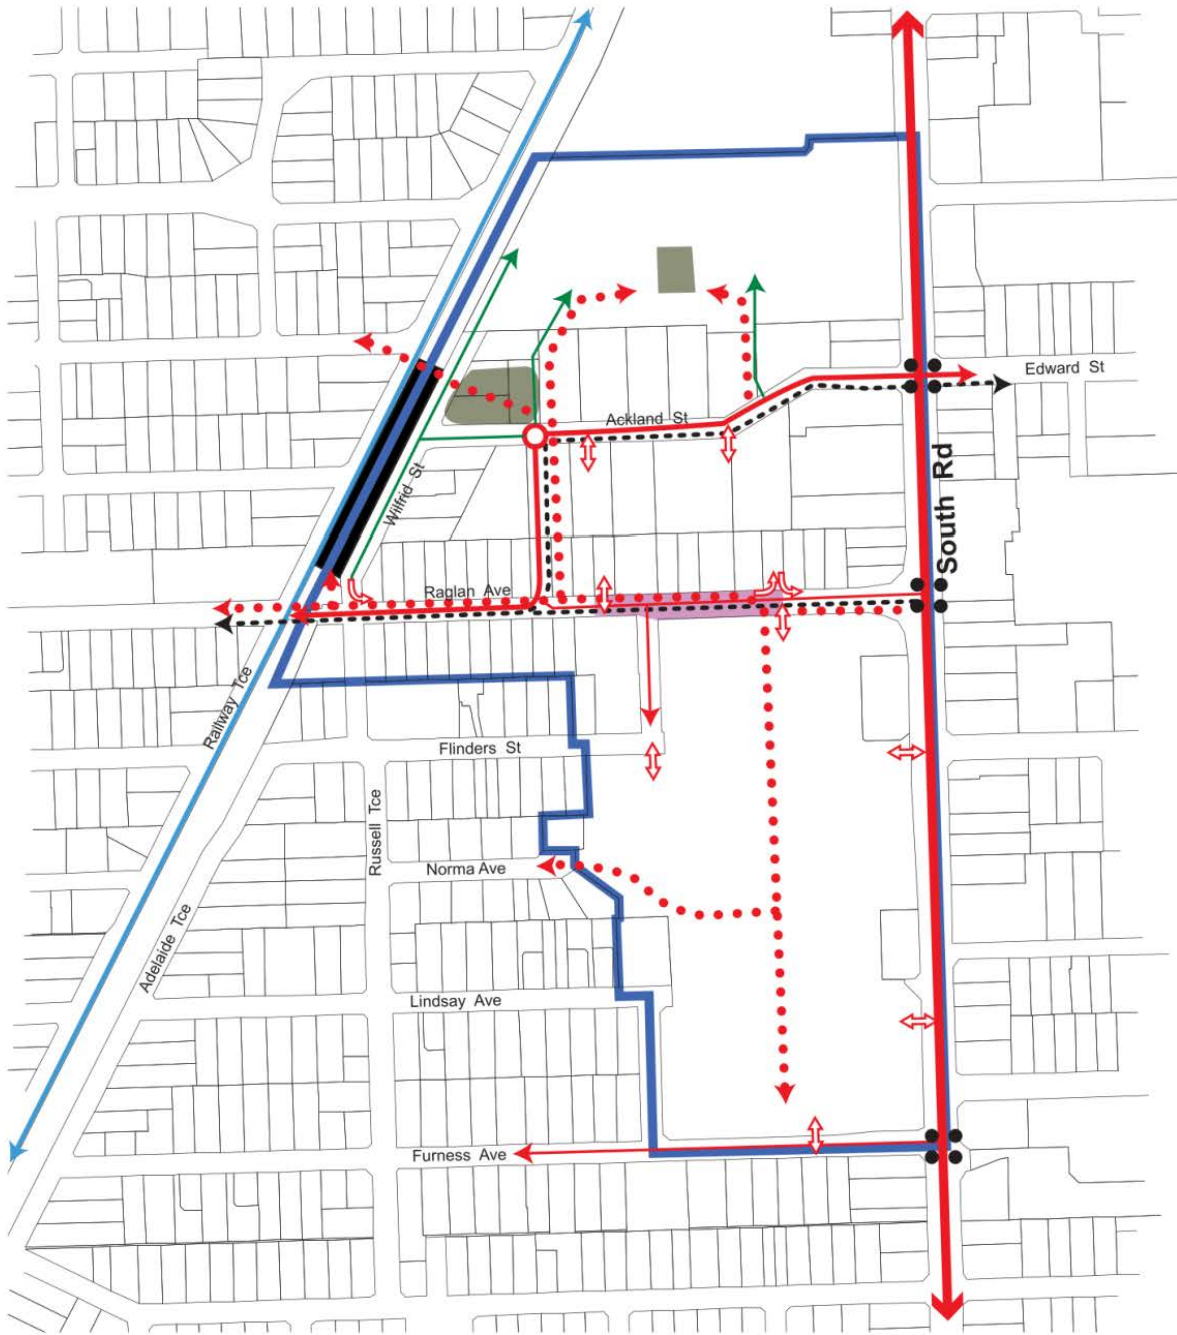 Edward St
Ackland St
South Rd
Wilfrid St
Raglan Ave
Railway Tce
Flinders St
Russell Tce
Norma Ave
Adelaide Tce
Lindsay Ave
Furness Ave